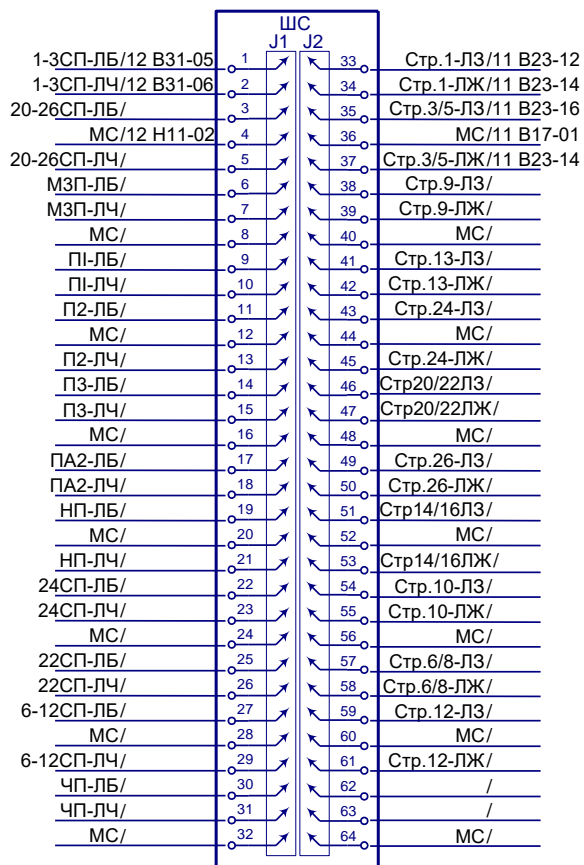 ШС
J1 J2
1-3СП-ЛБ/12 В31-05 1 33 Стр.1-ЛЗ/11 В23-12
1-3СП-ЛЧ/12 В31-06 2 34 Стр.1-ЛЖ/11 В23-14
20-26СП-ЛБ/ 3 35 Стр.3/5-ЛЗ/11 В23-16
МС/12 Н11-02 4 36 МС/11 В17-01
20-26СП-ЛЧ/ 5 37 Стр.3/5-ЛЖ/11 В23-14
МЗП-ЛБ/ 6 38 Стр.9-ЛЗ/
МЗП-ЛЧ/ 7 39 Стр.9-ЛЖ/
МС/ 8 40 МС/
ПI-ЛБ/ 9 41 Стр.13-ЛЗ/
ПI-ЛЧ/ 10 42 Стр.13-ЛЖ/
П2-ЛБ/ 11 43 Стр.24-ЛЗ/
МС/ 12 44 МС/
П2-ЛЧ/ 13 45 Стр.24-ЛЖ/
П3-ЛБ/ 14 46 Стр20/22ЛЗ/
П3-ЛЧ/ 15 47 Стр20/22ЛЖ/
МС/ 16 48 МС/
ПА2-ЛБ/ 17 49 Стр.26-ЛЗ/
ПА2-ЛЧ/ 18 50 Стр.26-ЛЖ/
НП-ЛБ/ 19 51 Стр14/16ЛЗ/
МС/ 20 52 МС/
НП-ЛЧ/ 21 53 Стр14/16ЛЖ/
24СП-ЛБ/ 22 54 Стр.10-ЛЗ/
24СП-ЛЧ/ 23 55 Стр.10-ЛЖ/
МС/ 24 56 МС/
22СП-ЛБ/ 25 57 Стр.6/8-ЛЗ/
22СП-ЛЧ/ 26 58 Стр.6/8-ЛЖ/
6-12СП-ЛБ/ 27 59 Стр.12-ЛЗ/
МС/ 28 60 МС/
6-12СП-ЛЧ/ 29 61 Стр.12-ЛЖ/
ЧП-ЛБ/ 30 62 /
ЧП-ЛЧ/ 31 63 /
МС/ 32 64 МС/